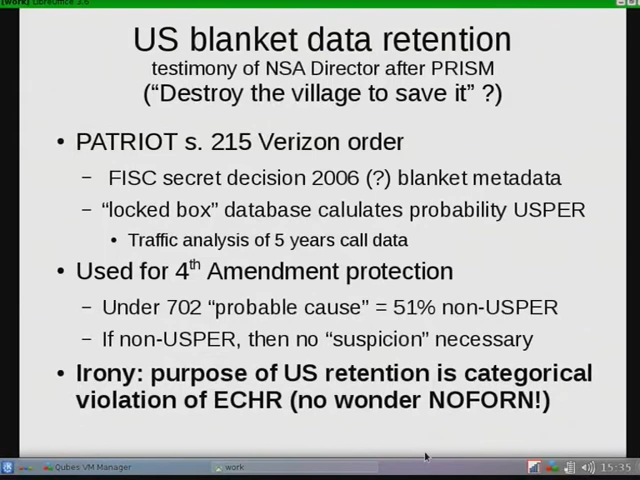 [work] LibreOffice 3.6
US blanket data retention
testimony of NSA Director after PRISM
(“Destroy the village to save it” ?)
• PATRIOT s. 215 Verizon order
– FISC secret decision 2006 (?) blanket metadata
– “locked box” database calulates probability USPER
• Traffic analysis of 5 years call data
• Used for 4th Amendment protection
– Under 702 “probable cause” = 51% non-USPER
– If non-USPER, then no “suspicion” necessary
• Irony: purpose of US retention is categorical
violation of ECHR (no wonder NOFORN!)
Qubes VM Manager
work
15:35